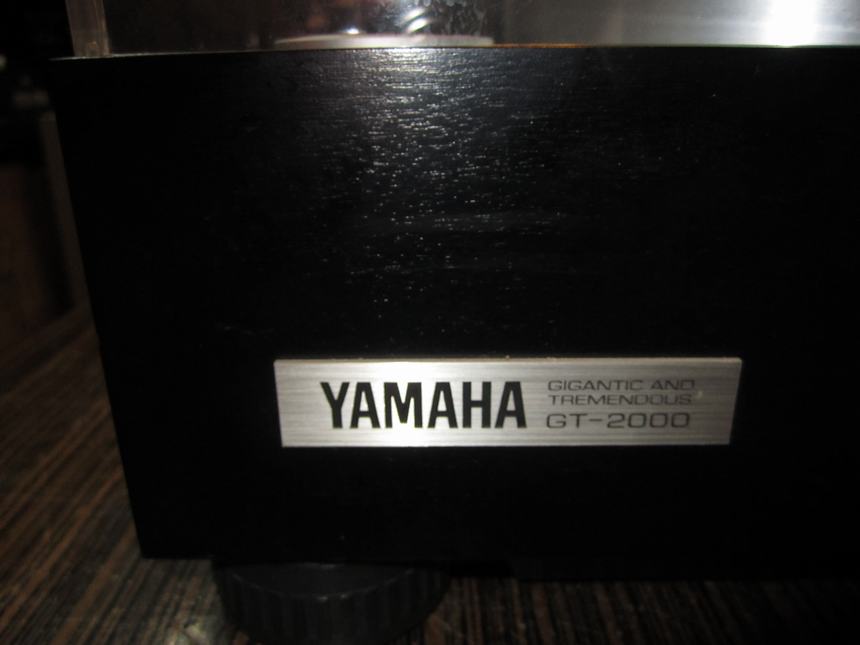 YAMAHA
GIGANTIC AND
TREMENDOUS
GT-2000